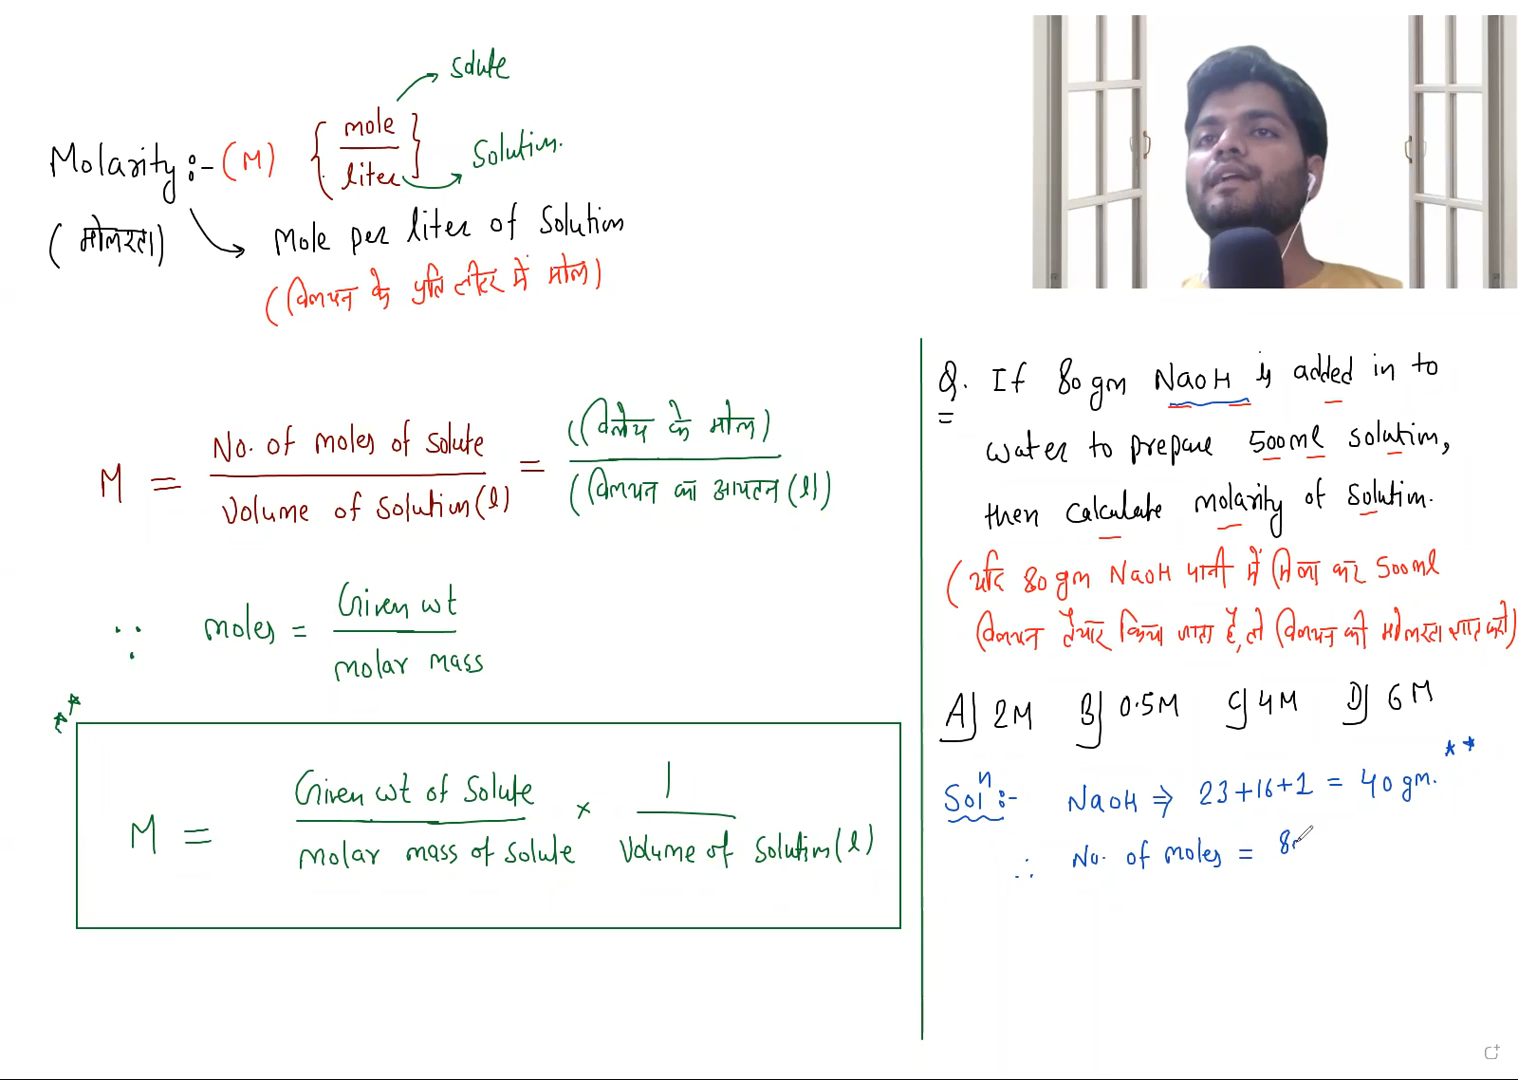 solute
Molarity :- (M) { mole / liter } Solution.
(मोलरता)
Mole per liter of Solution
(विलयन के प्रति लीटर में मोल)
M = No. of moles of solute / Volume of Solution (l) = (विलेय के मोल) / (विलयन का आयतन (l))
∵ moles = Given wt / molar mass
**
M = Given wt of Solute / molar mass of Solute × 1 / Volume of Solution (l)
Q. If 80 gm NaOH is added in to
water to prepare 500ml solution,
then calculate molarity of Solution.
(यदि 80 gm NaOH पानी में मिला कर 500ml
विलयन तैयार किया जाता है, तो विलयन की मोलरता ज्ञात करो)
A) 2M B) 0.5M C) 4M D) 6M
**
Solⁿ :- NaOH ⇒ 23+16+1 = 40 gm.
∴ No. of moles = 8